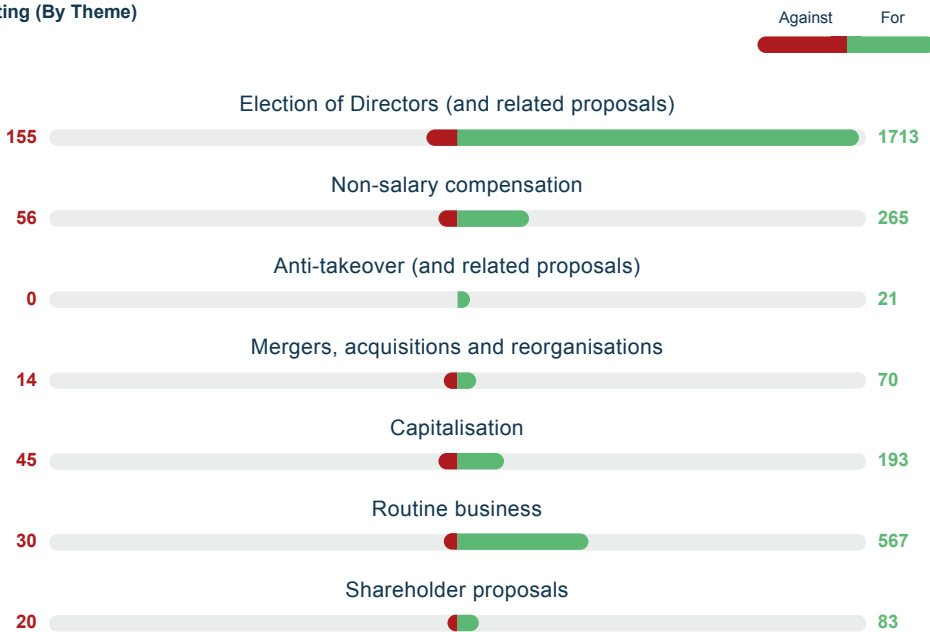 ting (By Theme)
Against For
Election of Directors (and related proposals)
155 1713
Non-salary compensation
56 265
Anti-takeover (and related proposals)
0 21
Mergers, acquisitions and reorganisations
14 70
Capitalisation
45 193
Routine business
30 567
Shareholder proposals
20 83